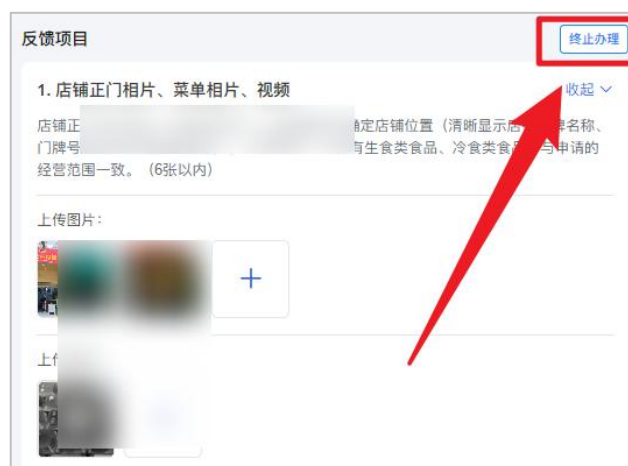 反馈项目
终止办理
1. 店铺正门相片、菜单相片、视频
收起
店铺正 定店铺位置（清晰显示店 名称、
门牌号 有生食类食品、冷食类食品 与申请的
经营范围一致。（6张以内）
上传图片：
上传